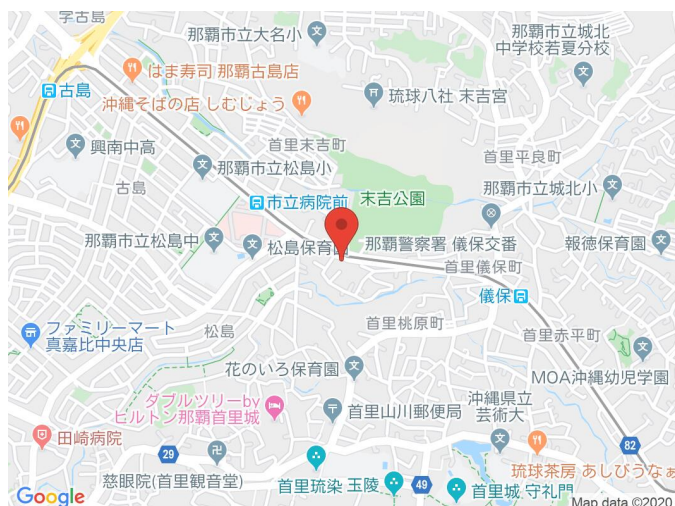 字古島
那覇市立大名小
那覇市立城北
中学校若夏分校
はま寿司 那覇古島店
古島
琉球八社 末吉宮
沖縄そばの店 しむじょう
首里末吉町
興南中高
古島
那覇市立松島小
首里平良町
市立病院前
末吉公園
那覇市立城北小
那覇市立松島中
松島保育園
那覇警察署 儀保交番
報徳保育園
首里儀保町
儀保
ファミリーマート
真嘉比中央店
松島
首里桃原町
首里赤平町
花のいろ保育園
MOA沖縄幼児学園
ダブルツリーby
ヒルトン那覇首里城
沖縄県立
芸術大
首里山川郵便局
田崎病院
82
29
琉球茶房 あしびうなぁ
慈眼院(首里観音堂)
首里琉染 玉陵
49
首里城 守礼門
Google
Map data ©2020